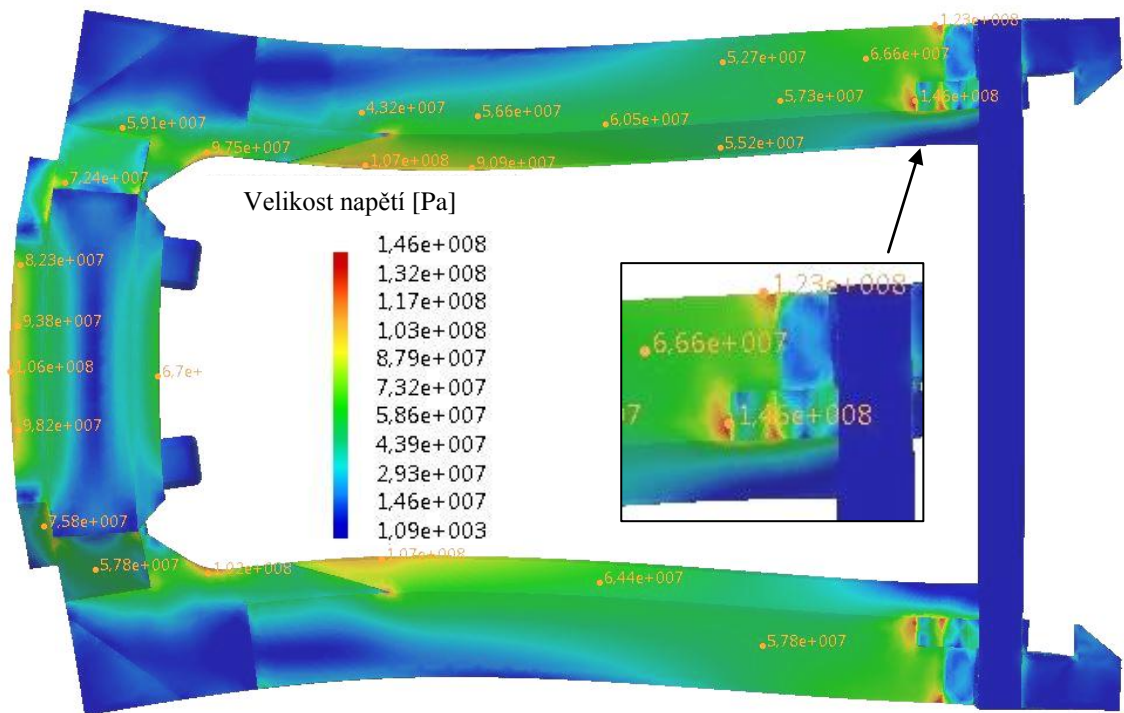 1,23e+008
5,27e+007
6,66e+007
5,73e+007
1,46e+008
4,32e+007
5,66e+007
6,05e+007
5,91e+007
9,75e+007
5,52e+007
1,07e+008
9,09e+007
7,24e+007
Velikost napětí [Pa]
1,46e+008
1,32e+008
1,17e+008
1,03e+008
8,79e+007
7,32e+007
5,86e+007
4,39e+007
2,93e+007
1,46e+007
1,09e+003
8,23e+007
9,38e+007
1,06e+008
6,7e+
9,82e+007
1,23e+008
6,66e+007
07
1,46e+008
7,58e+007
5,78e+007
1,02e+008
1,07e+008
6,44e+007
5,78e+007